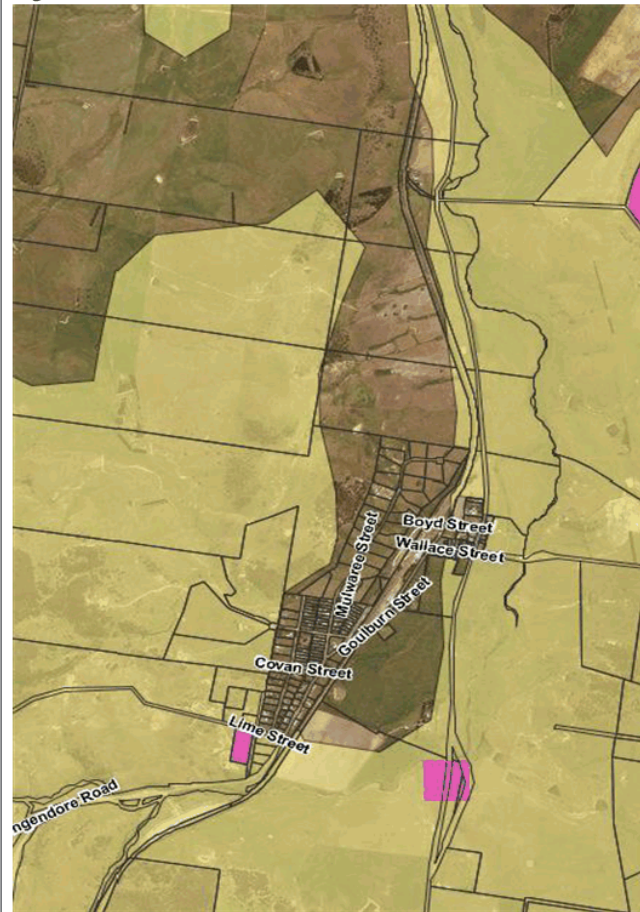 Boyd Street
Wallace Street
Mulwaree Street
Goulburn Street
Covan Street
Lime Street
ngendore Road